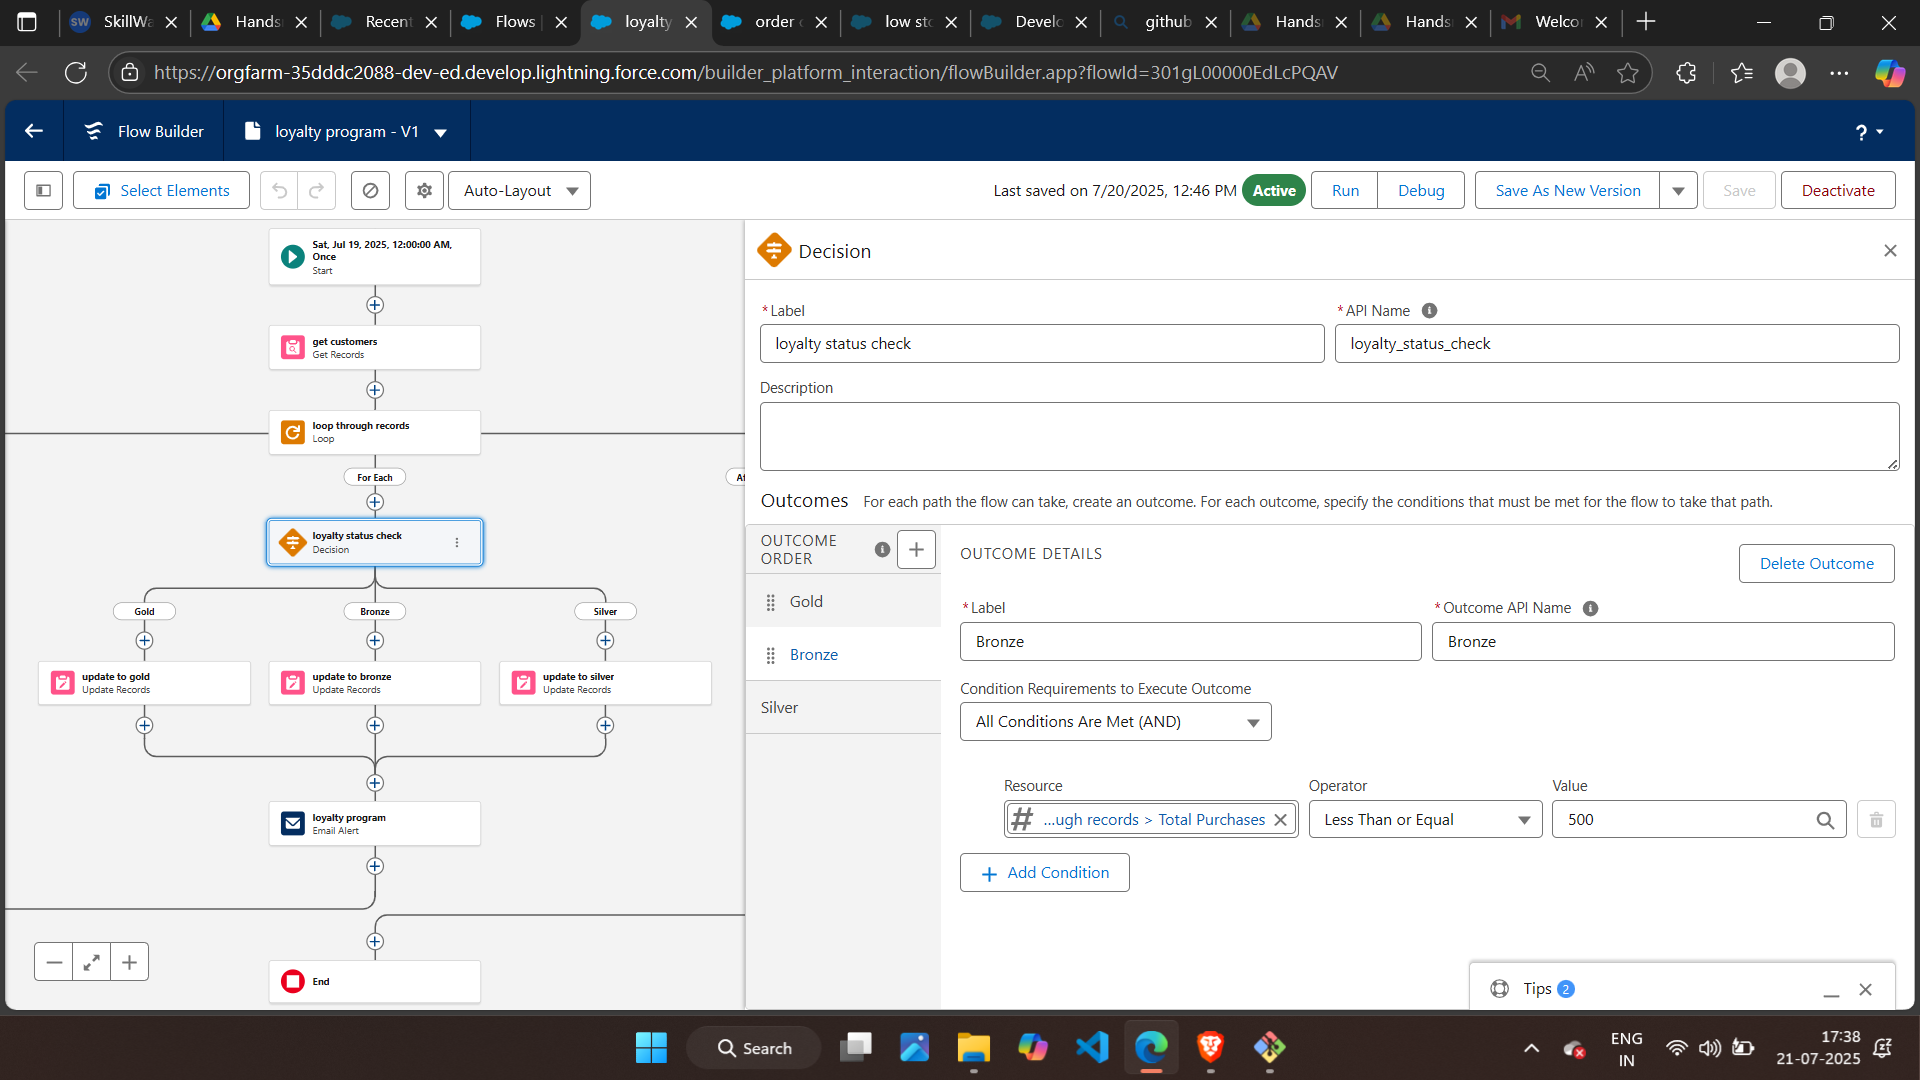 SkillWa
Hands
Recent
Flows |
loyalty
order c
low sto
Develo
github
Hands
Hands
Welco
https://orgfarm-35dddc2088-dev-ed.develop.lightning.force.com/builder_platform_interaction/flowBuilder.app?flowId=301gL00000EdLcPQAV
Flow Builder
loyalty program - V1
?
Select Elements
Auto-Layout
Last saved on 7/20/2025, 12:46 PM
Active
Run
Debug
Save As New Version
Save
Deactivate
Sat, Jul 19, 2025, 12:00:00 AM,
Once
Start
get customers
Get Records
loop through records
Loop
For Each
Af
loyalty status check
Decision
Gold
Bronze
Silver
update to gold
Update Records
update to bronze
Update Records
update to silver
Update Records
loyalty program
Email Alert
End
Decision
*Label
*API Name
loyalty status check
loyalty_status_check
Description
Outcomes
For each path the flow can take, create an outcome. For each outcome, specify the conditions that must be met for the flow to take that path.
OUTCOME
ORDER
Gold
Bronze
Silver
OUTCOME DETAILS
Delete Outcome
*Label
*Outcome API Name
Bronze
Bronze
Condition Requirements to Execute Outcome
All Conditions Are Met (AND)
Resource
Operator
Value
...ugh records > Total Purchases
Less Than or Equal
500
Add Condition
Tips 2
Search
ENG
IN
17:38
21-07-2025